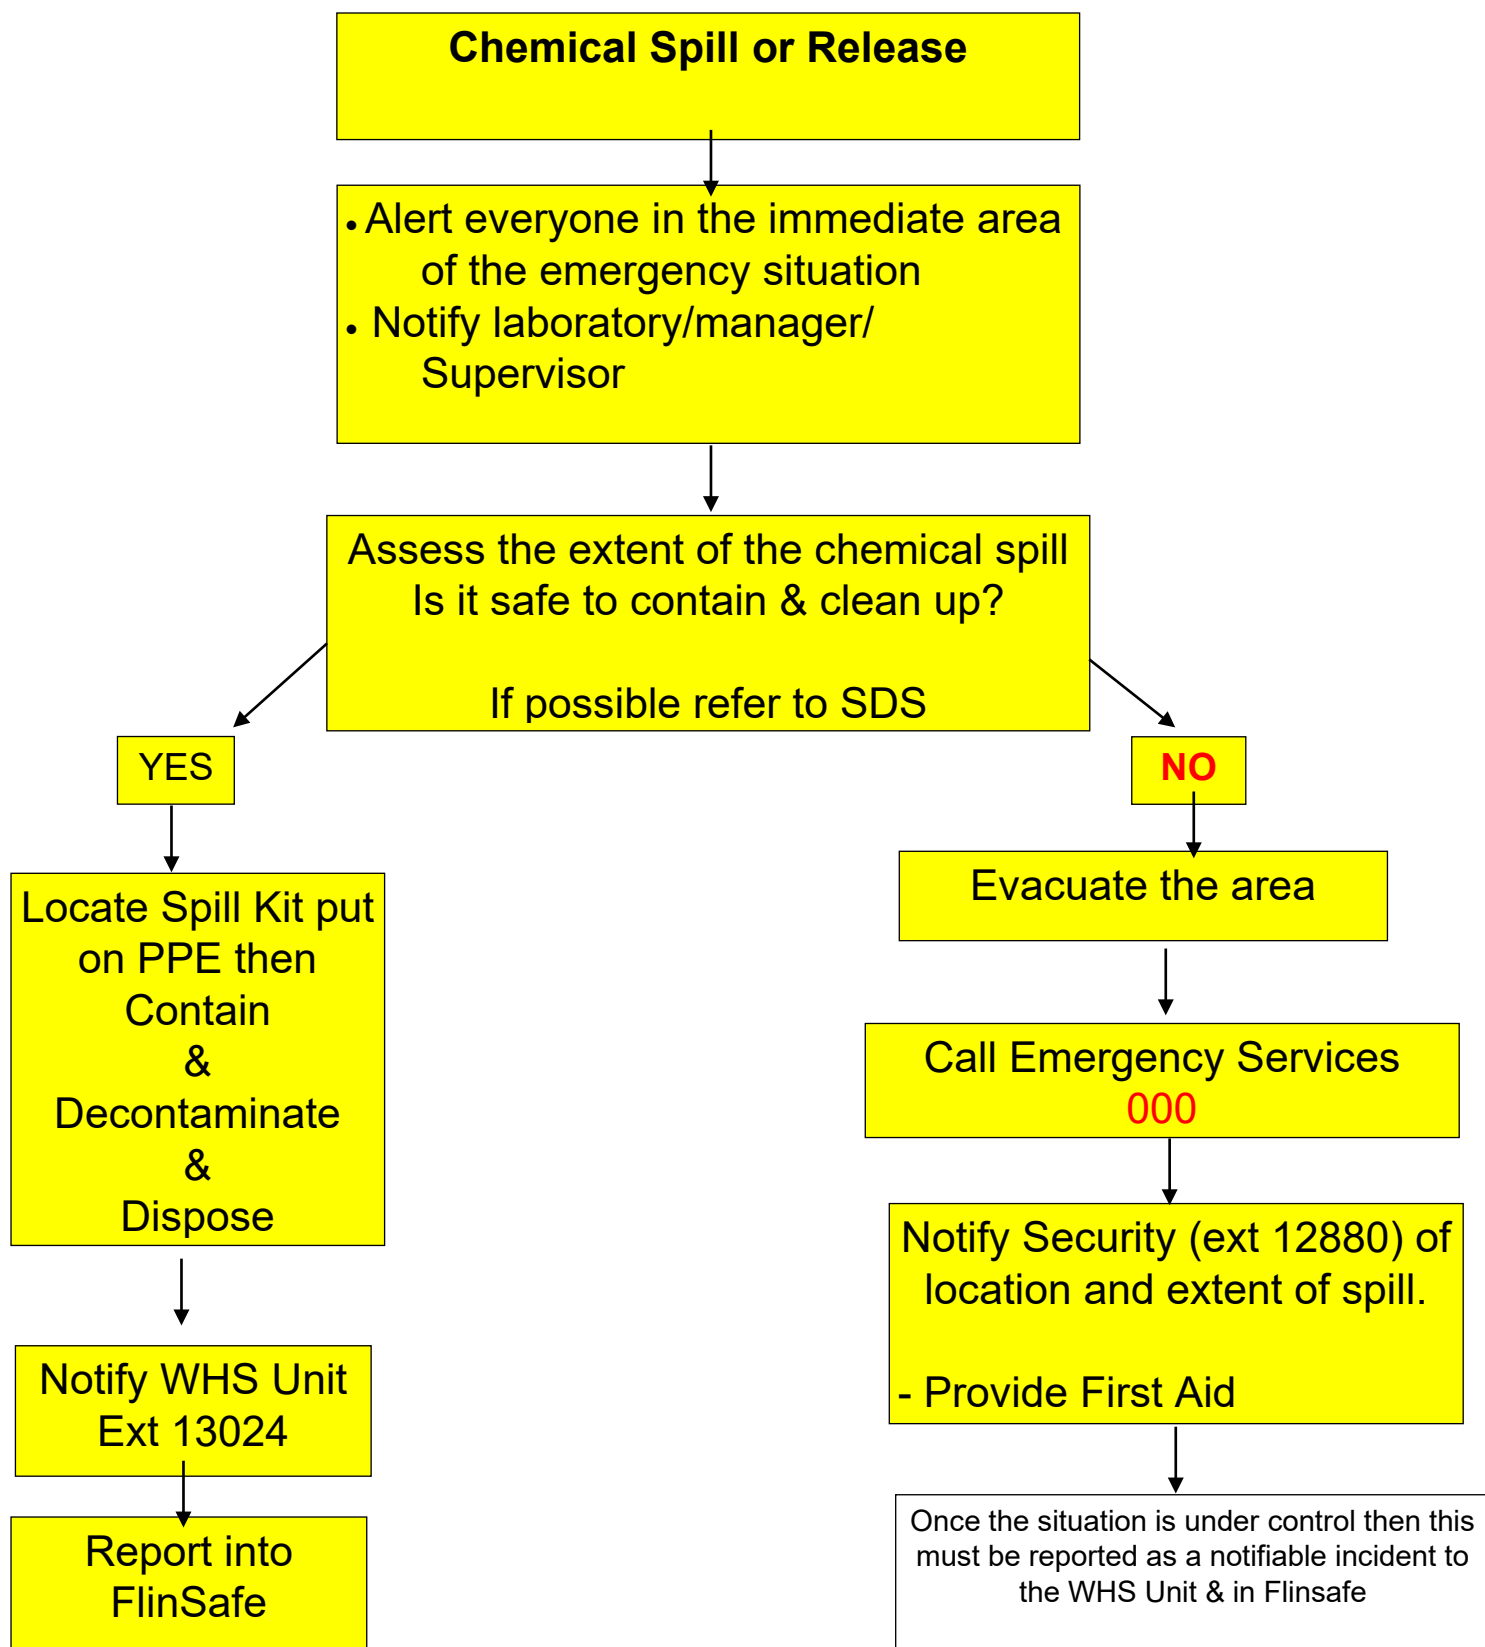 Chemical Spill or Release
• Alert everyone in the immediate area
of the emergency situation
• Notify laboratory/manager/
Supervisor
Assess the extent of the chemical spill
Is it safe to contain & clean up?
If possible refer to SDS
YES
NO
Locate Spill Kit put
on PPE then
Contain
&
Decontaminate
&
Dispose
Notify WHS Unit
Ext 13024
Report into
FlinSafe
Evacuate the area
Call Emergency Services
000
Notify Security (ext 12880) of
location and extent of spill.
- Provide First Aid
Once the situation is under control then this
must be reported as a notifiable incident to
the WHS Unit & in Flinsafe